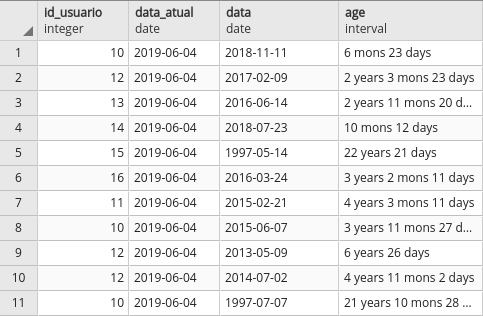 id_usuario data_atual data age
integer date date interval
1 10 2019-06-04 2018-11-11 6 mons 23 days
2 12 2019-06-04 2017-02-09 2 years 3 mons 23 days
3 13 2019-06-04 2016-06-14 2 years 11 mons 20 d...
4 14 2019-06-04 2018-07-23 10 mons 12 days
5 15 2019-06-04 1997-05-14 22 years 21 days
6 16 2019-06-04 2016-03-24 3 years 2 mons 11 days
7 11 2019-06-04 2015-02-21 4 years 3 mons 11 days
8 10 2019-06-04 2015-06-07 3 years 11 mons 27 d...
9 12 2019-06-04 2013-05-09 6 years 26 days
10 12 2019-06-04 2014-07-02 4 years 11 mons 2 days
11 10 2019-06-04 1997-07-07 21 years 10 mons 28 ...